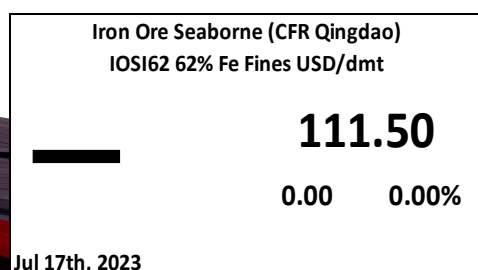 Iron Ore Seaborne (CFR Qingdao)
IOSI62 62% Fe Fines USD/dmt
111.50
0.00 0.00%
Jul 17th, 2023